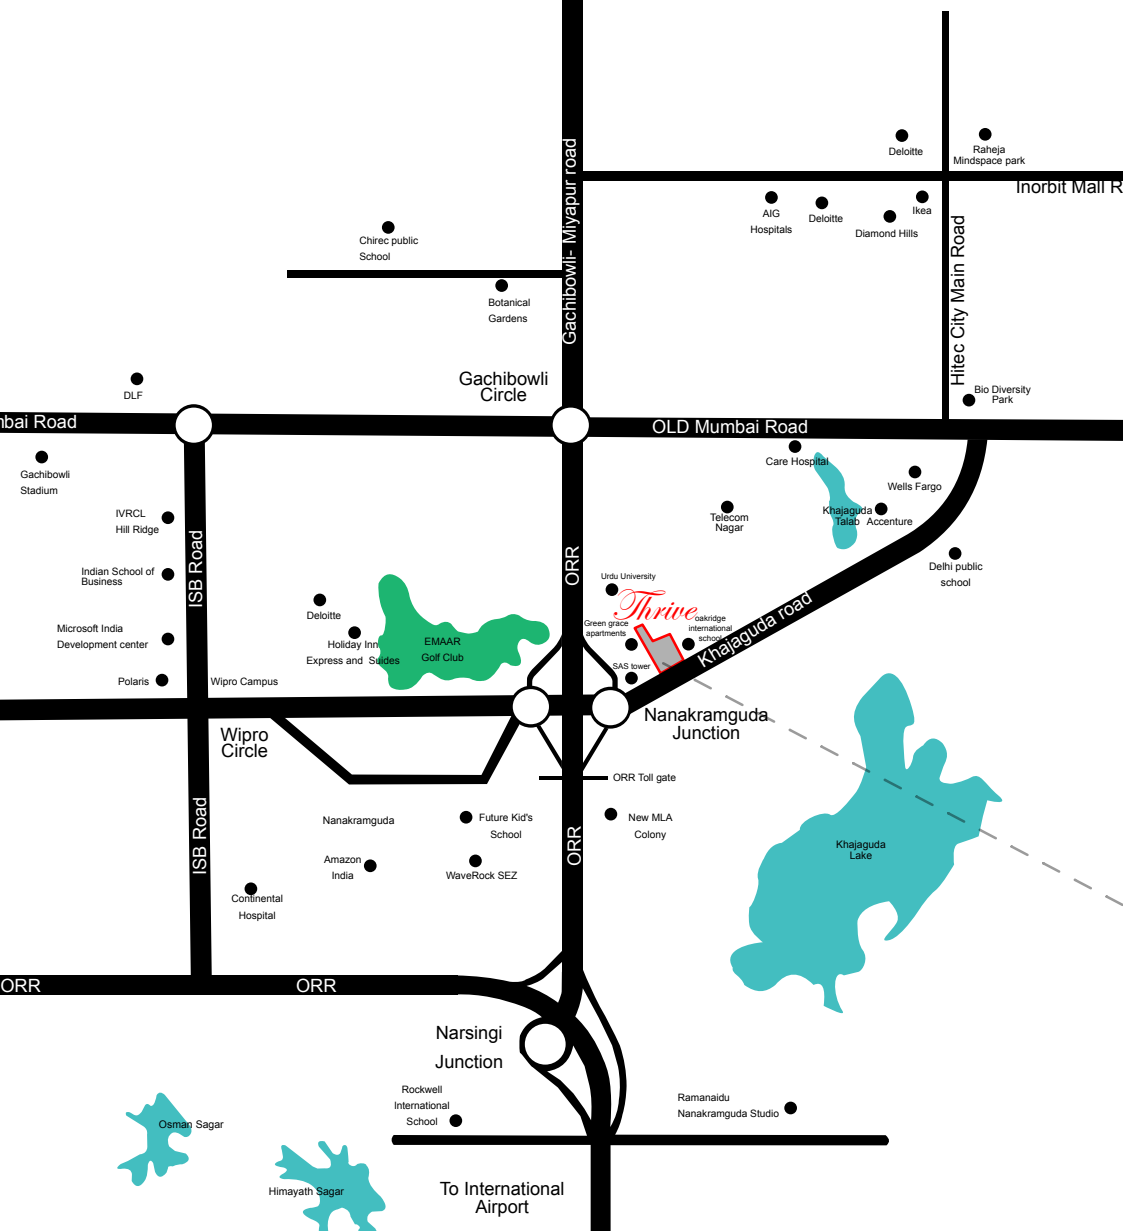 Deloitte
Raheja
Mindspace park
Inorbit Mall R
AIG
Hospitals
Deloitte
Diamond Hills
Ikea
Gachibowli- Miyapur road
Hitec City Main Road
Chirec public
School
Botanical
Gardens
Gachibowli
Circle
DLF
Bio Diversity
Park
nbai Road
OLD Mumbai Road
Care Hospital
Gachibowli
Stadium
Wells Fargo
IVRCL
Hill Ridge
Telecom
Nagar
Khajaguda
Talab
Accenture
ISB Road
ORR
Indian School of
Business
Delhi public
school
Urdu University
Thrive
Deloitte
Green grace
apartments
oakridge
international
school
Khajaguda road
Microsoft India
Development center
Holiday Inn
Express and Suides
EMAAR
Golf Club
SAS tower
Polaris
Wipro Campus
Nanakramguda
Junction
Wipro
Circle
ORR Toll gate
Nanakramguda
Future Kid's
School
New MLA
Colony
ISB Road
ORR
Khajaguda
Lake
Amazon
India
WaveRock SEZ
Continental
Hospital
ORR
ORR
Narsingi
Junction
Rockwell
International
School
Ramanaidu
Nanakramguda Studio
Osman Sagar
Himayath Sagar
To International
Airport